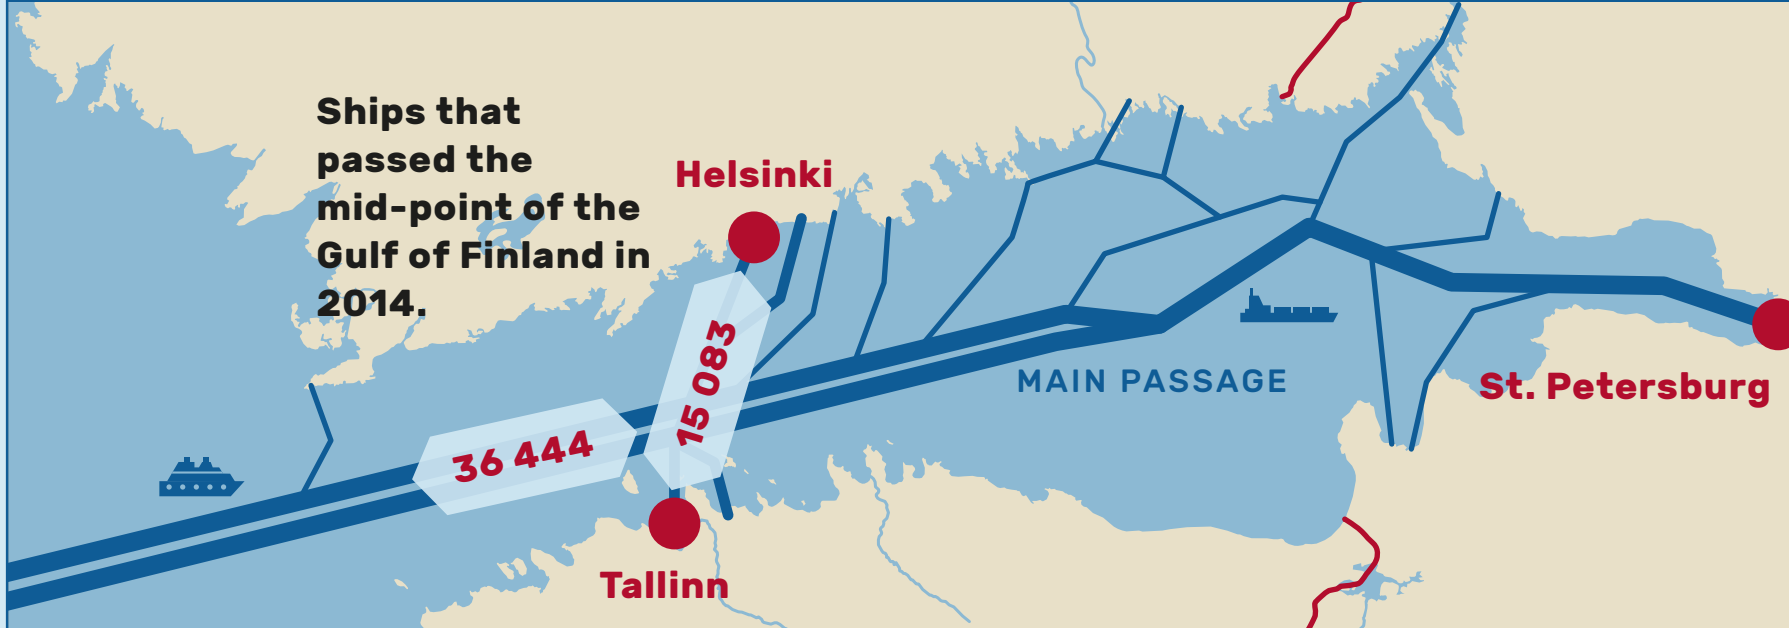 Ships that
passed the
mid-point of the
Gulf of Finland in
2014.
Helsinki
15 083
36 444
MAIN PASSAGE
St. Petersburg
Tallinn